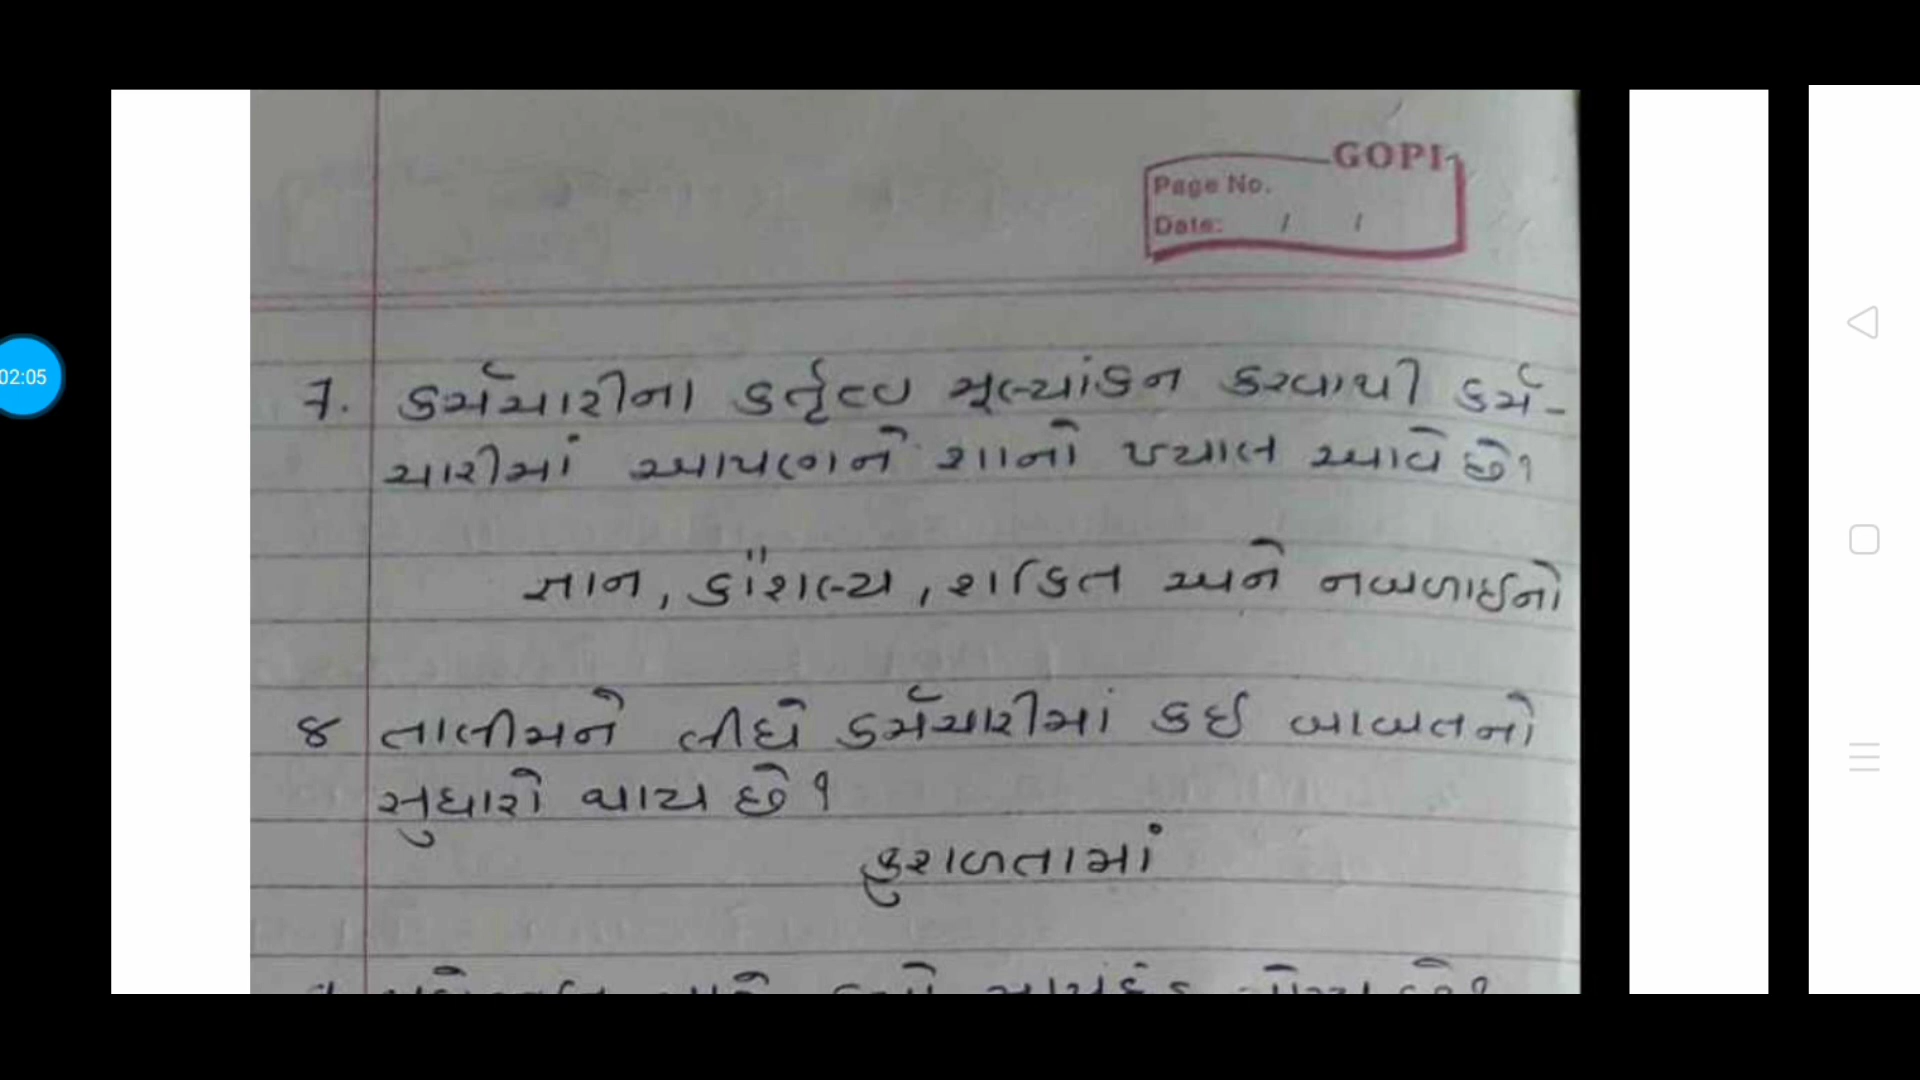 02:05
GOPI
Page No.
Date: / /
7. કર્મચારીના કર્તૃત્વ મૂલ્યાંકન કરવાથી કર્મ-
ચારીમાં આપણને શાનો ખ્યાલ આવે છે?
જ્ઞાન, કૌશલ્ય, શક્તિ અને નબળાઈનો
૪ તાલીમને લીધે કર્મચારીમાં કઈ બાબતનો
સુધારો થાય છે?
કુશળતામાં